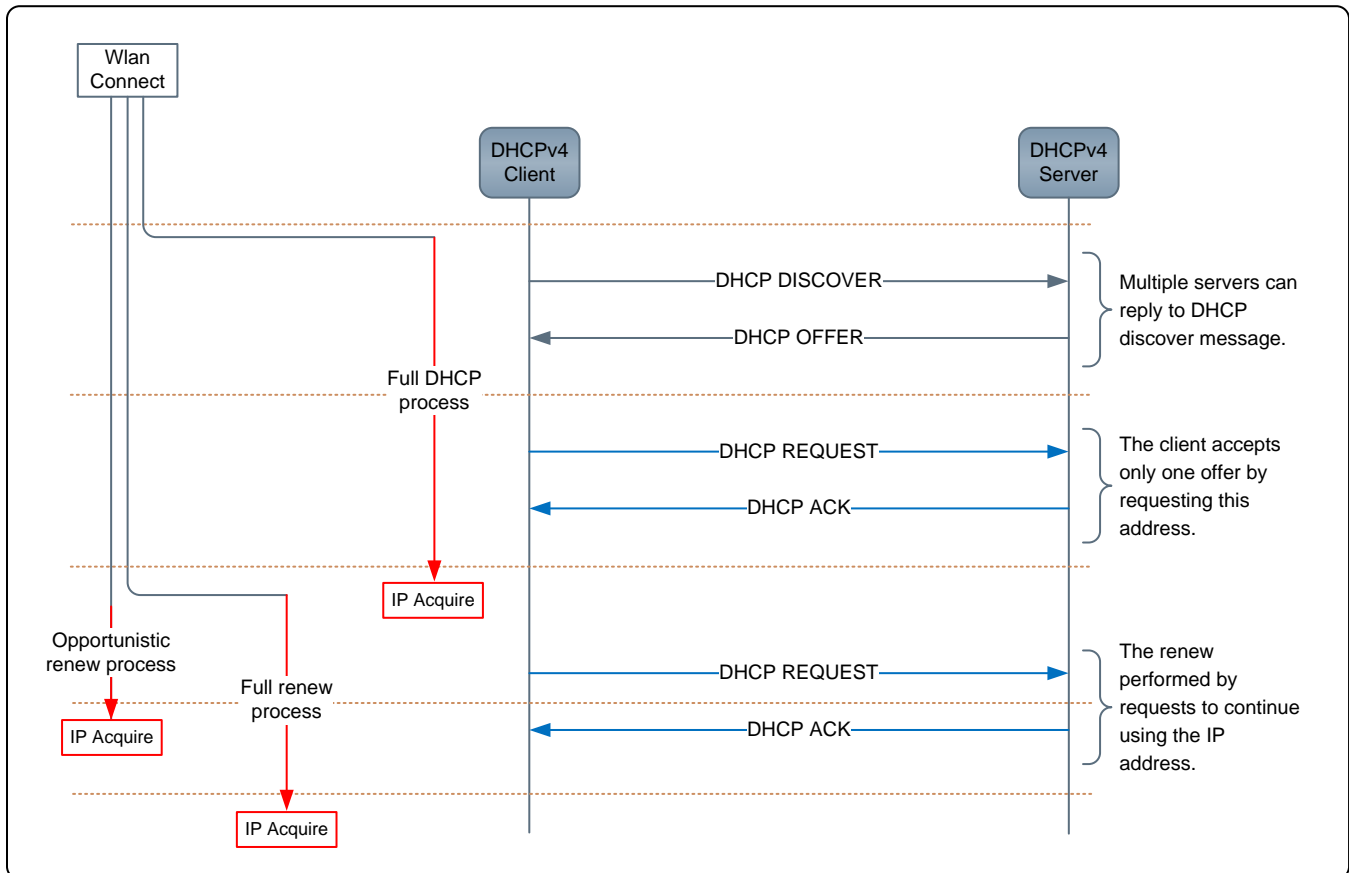 Wlan
Connect
DHCPv4
Client
DHCPv4
Server
DHCP DISCOVER
Multiple servers can
reply to DHCP
discover message.
DHCP OFFER
Full DHCP
process
DHCP REQUEST
The client accepts
only one offer by
requesting this
address.
DHCP ACK
IP Acquire
Opportunistic
renew process
DHCP REQUEST
The renew
performed by
requests to continue
using the IP
address.
Full renew
process
IP Acquire
DHCP ACK
IP Acquire